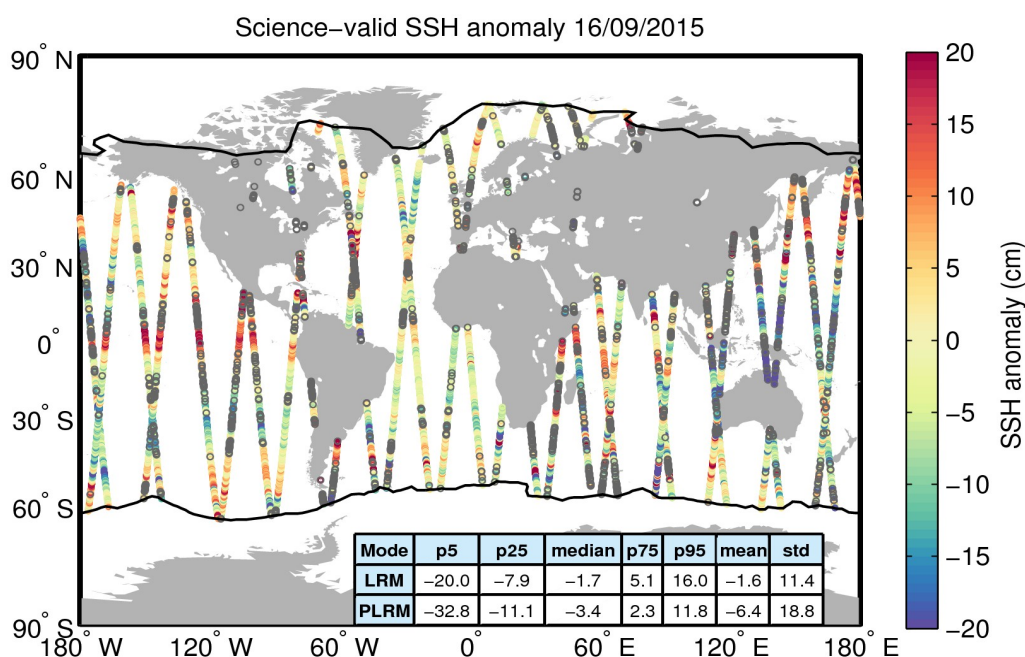 Science−valid SSH anomaly 16/09/2015
90° N
60° N
30° N
0°
30° S
60° S
90° S
180° W
120° W
60° W
0°
60° E
120° E
180° E
Mode p5 p25 median p75 p95 mean std
LRM −20.0 −7.9 −1.7 5.1 16.0 −1.6 11.4
PLRM −32.8 −11.1 −3.4 2.3 11.8 −6.4 18.8
20
15
10
5
0
−5
−10
−15
−20
SSH anomaly (cm)